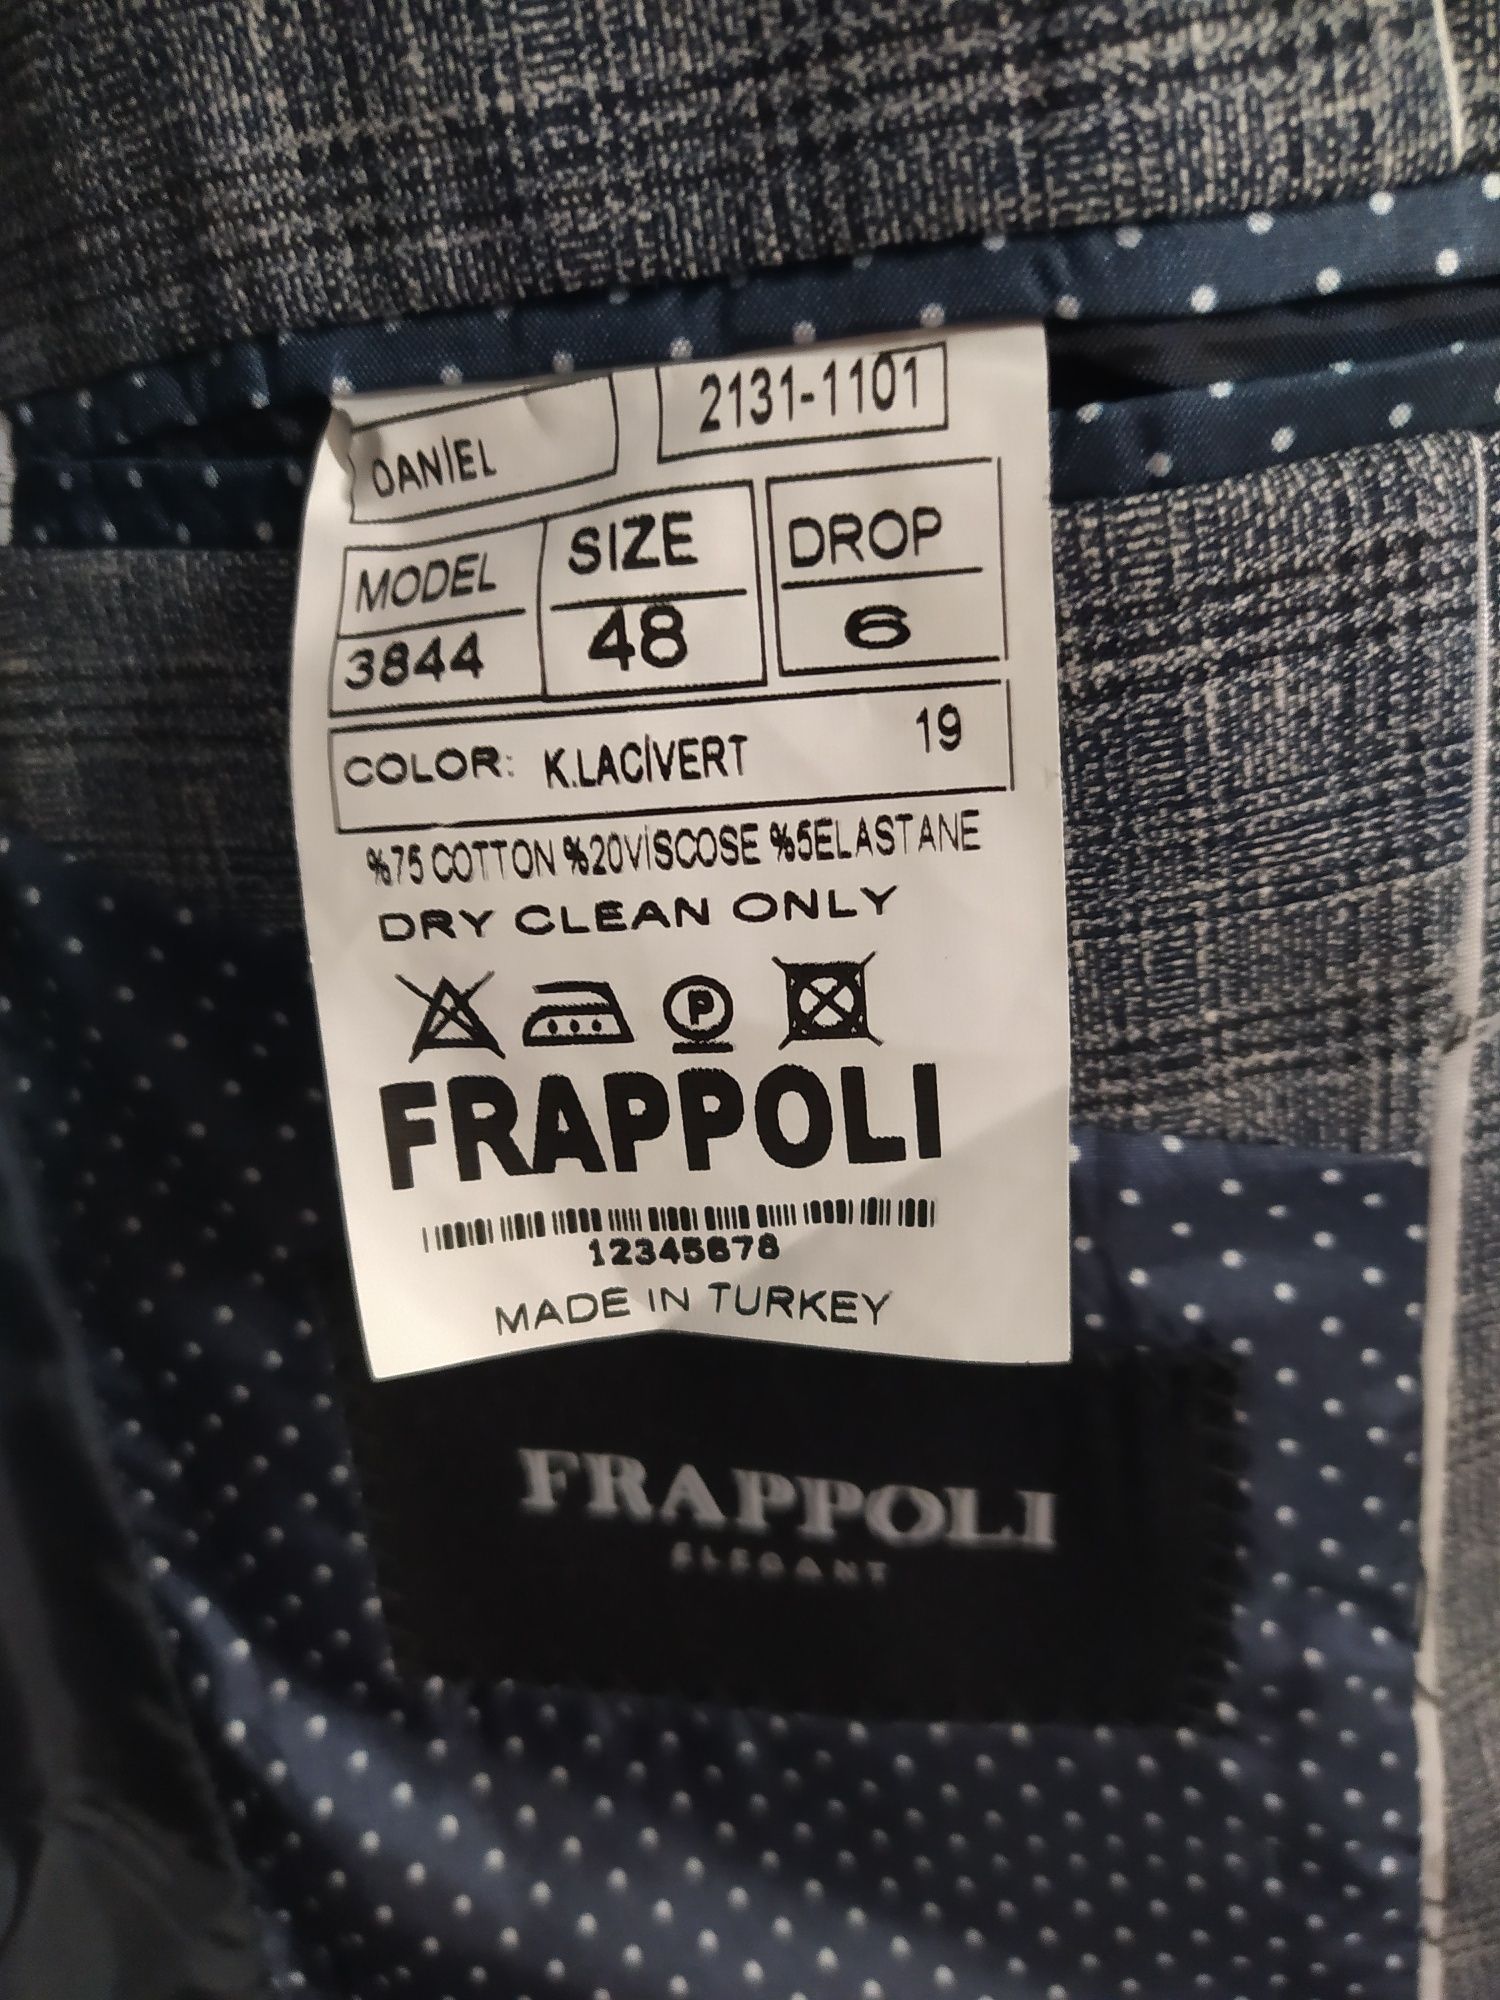 DANİEL 2131-1101
MODEL SIZE DROP
3844 48 6
COLOR: K.LACİVERT 19
%75 COTTON %20VİSCOSE %5ELASTANE
DRY CLEAN ONLY
P
FRAPPOLI
12345678
MADE IN TURKEY
FRAPPOLI
ELEGANT